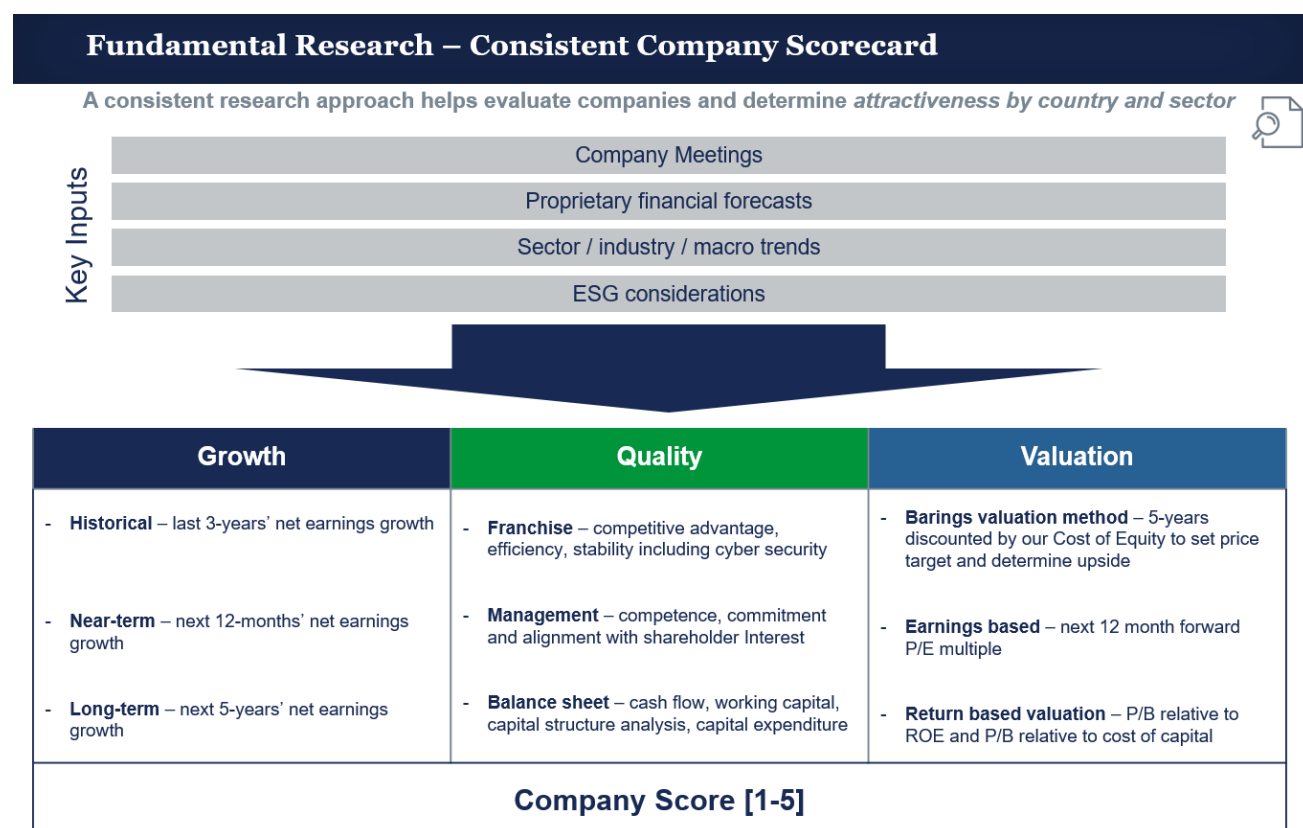 Fundamental Research – Consistent Company Scorecard
A consistent research approach helps evaluate companies and determine attractiveness by country and sector
Key Inputs
Company Meetings
Proprietary financial forecasts
Sector / industry / macro trends
ESG considerations
Growth
- Historical – last 3-years’ net earnings growth
- Near-term – next 12-months’ net earnings
growth
- Long-term – next 5-years’ net earnings
growth
Quality
- Franchise – competitive advantage,
efficiency, stability including cyber security
- Management – competence, commitment
and alignment with shareholder Interest
- Balance sheet – cash flow, working capital,
capital structure analysis, capital expenditure
Valuation
- Barings valuation method – 5-years
discounted by our Cost of Equity to set price
target and determine upside
- Earnings based – next 12 month forward
P/E multiple
- Return based valuation – P/B relative to
ROE and P/B relative to cost of capital
Company Score [1-5]